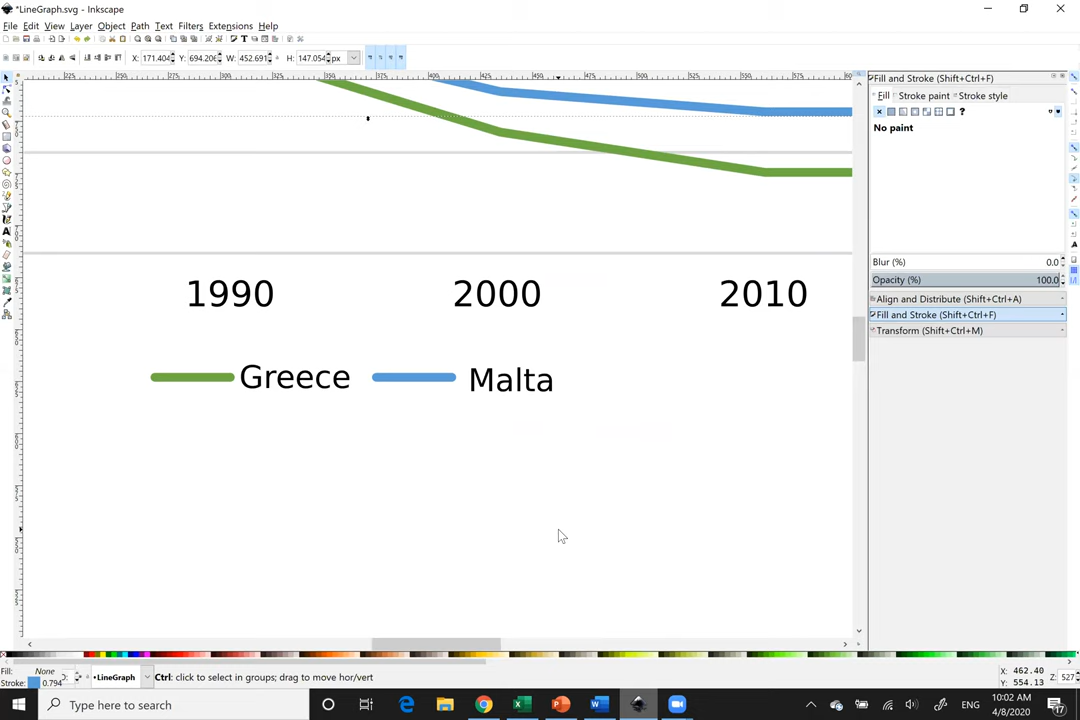 *LineGraph.svg - Inkscape
File Edit View Layer Object Path Text Filters Extensions Help
X: 171.404 Y: 694.206 W: 452.691 H: 147.054 px
Fill and Stroke (Shift+Ctrl+F)
Fill Stroke paint Stroke style
No paint
Blur (%) 0.0
Opacity (%) 100.0
Align and Distribute (Shift+Ctrl+A)
Fill and Stroke (Shift+Ctrl+F)
Transform (Shift+Ctrl+M)
1990 2000 2010
Greece Malta
Fill: None
Stroke: 0.794
O:
•LineGraph
Ctrl: click to select in groups; drag to move hor/vert
X: 462.40
Y: 554.13
Z: 527
Type here to search
ENG
10:02 AM
4/8/2020
17